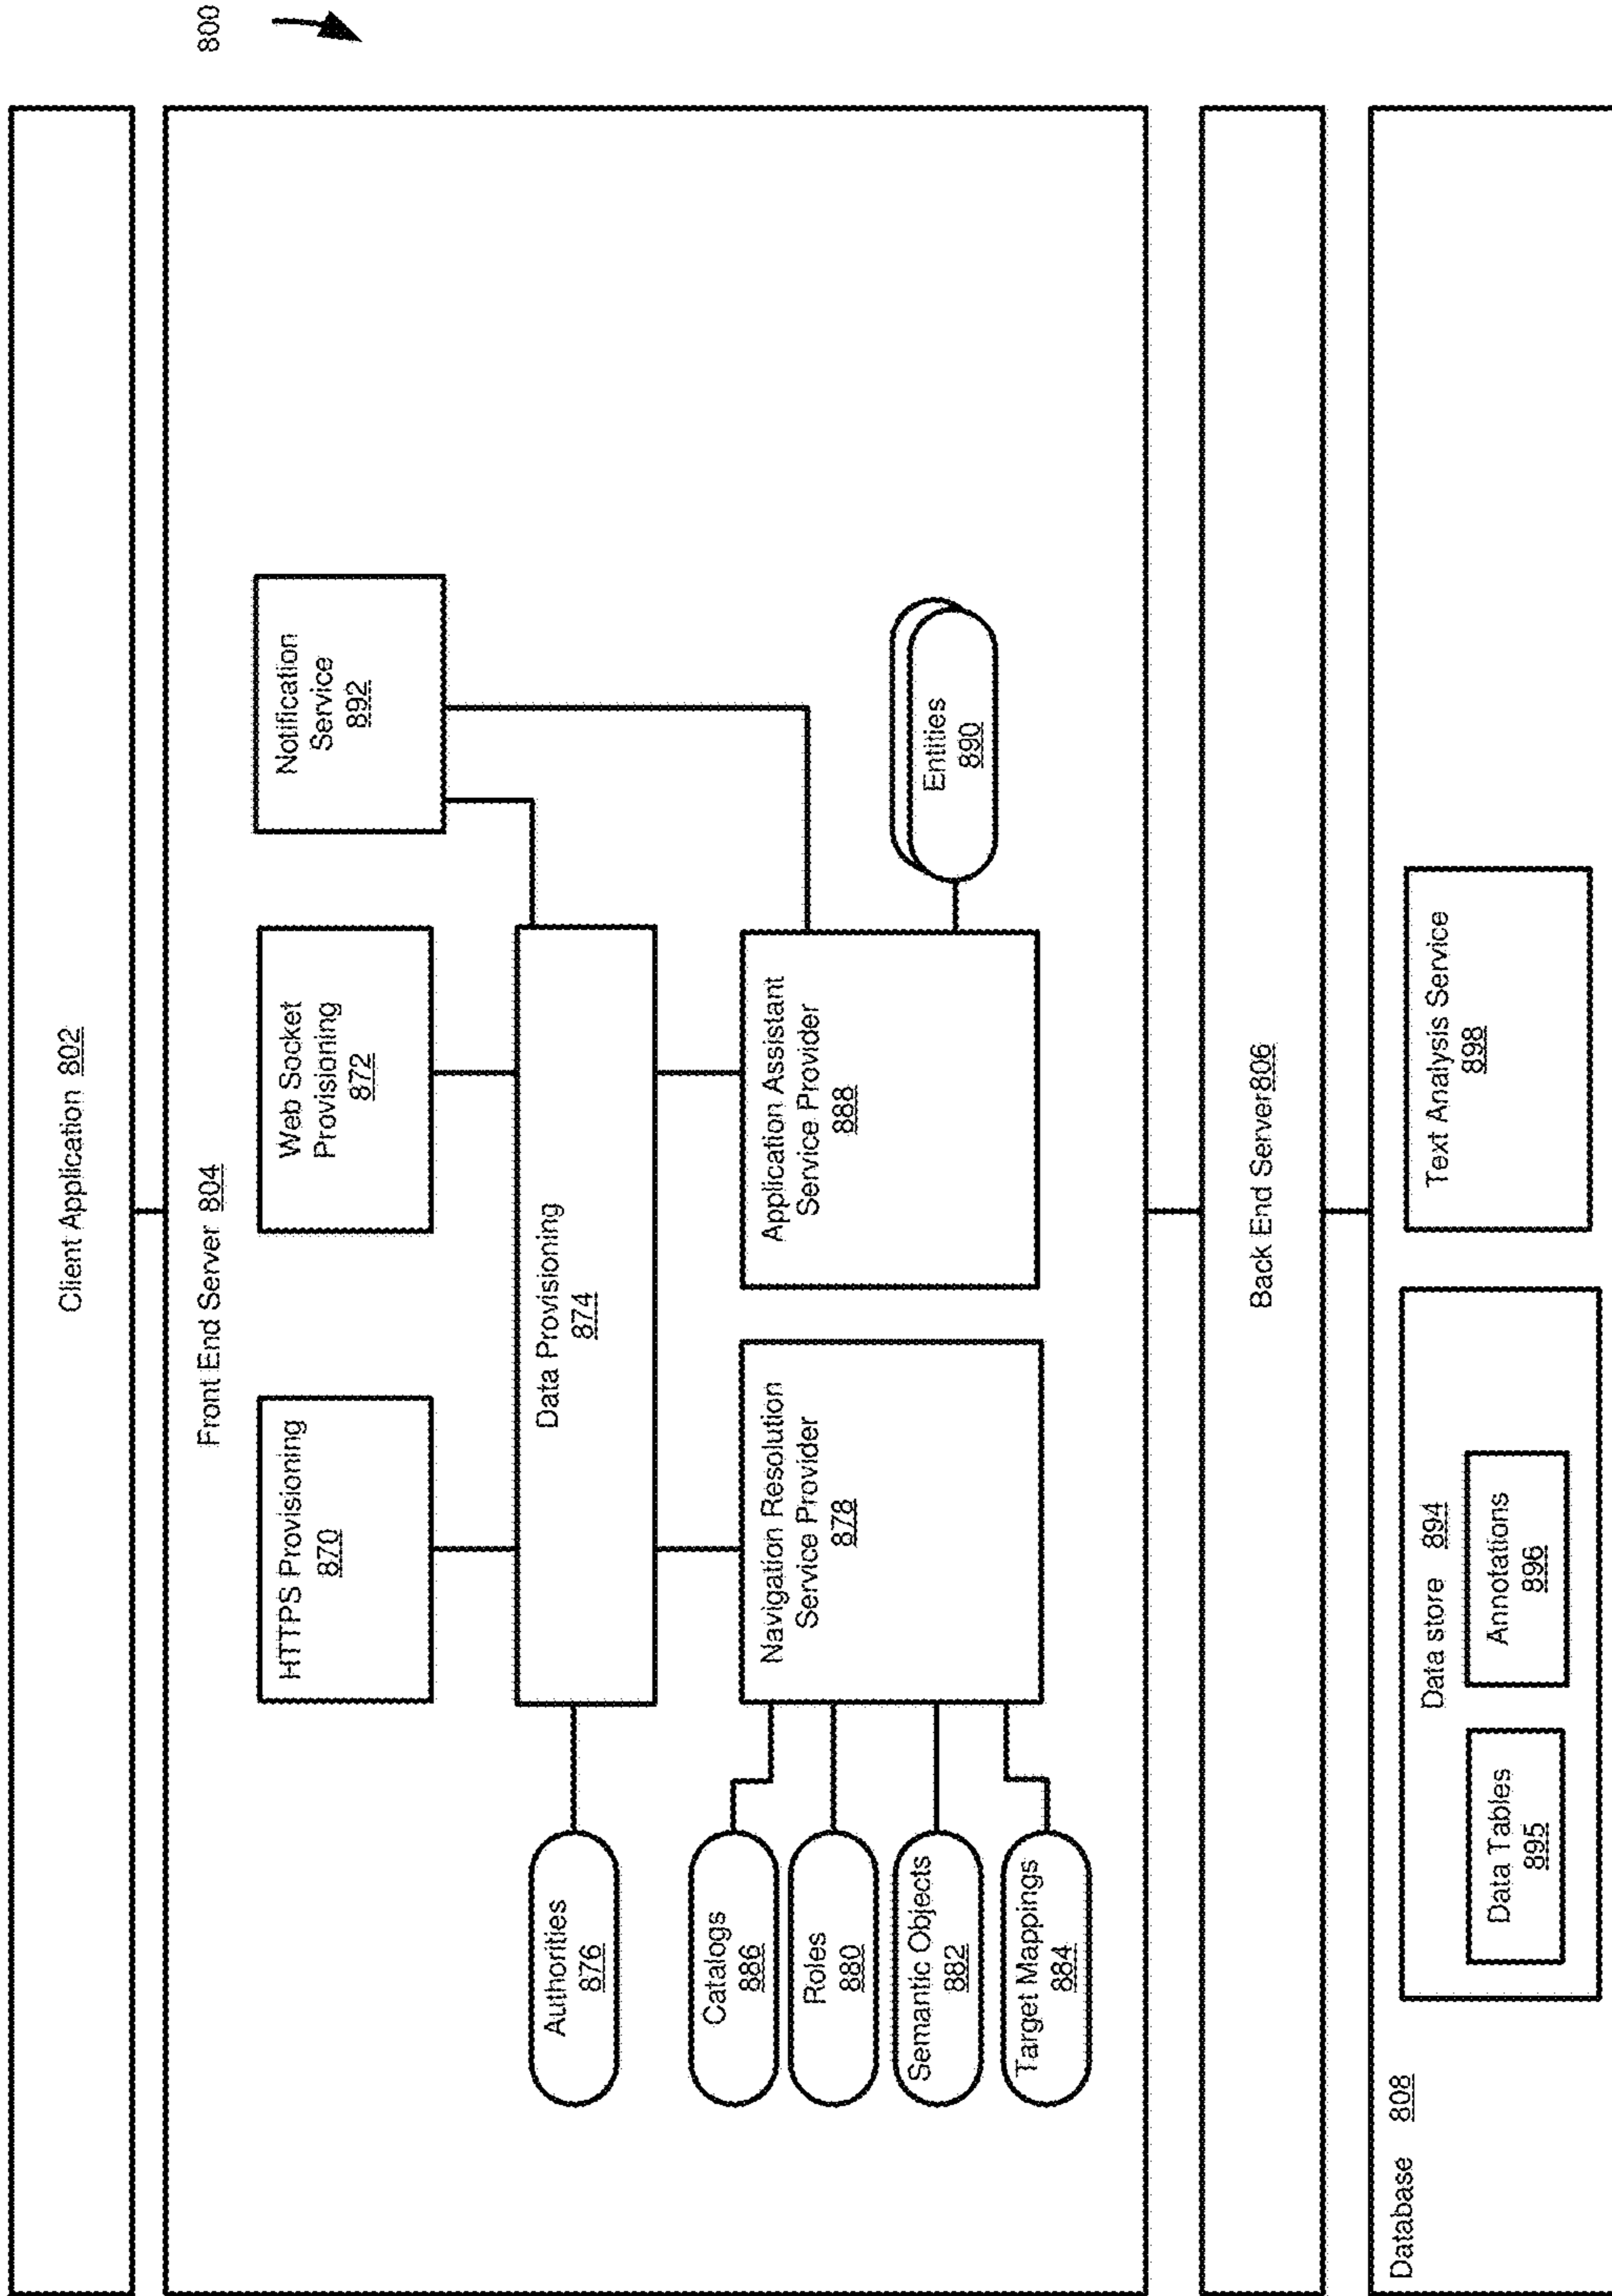 800
Client Application 802
Front End Server 804
HTTPS Provisioning
870
Web Socket
Provisioning
872
Notification
Service
892
Authorities
876
Data Provisioning
874
Catalogs
886
Roles
880
Semantic Objects
882
Target Mappings
884
Navigation Resolution
Service Provider
878
Application Assistant
Service Provider
888
Entities
890
Back End Server806
Database 808
Data store 894
Data Tables
895
Annotations
896
Text Analysis Service
898